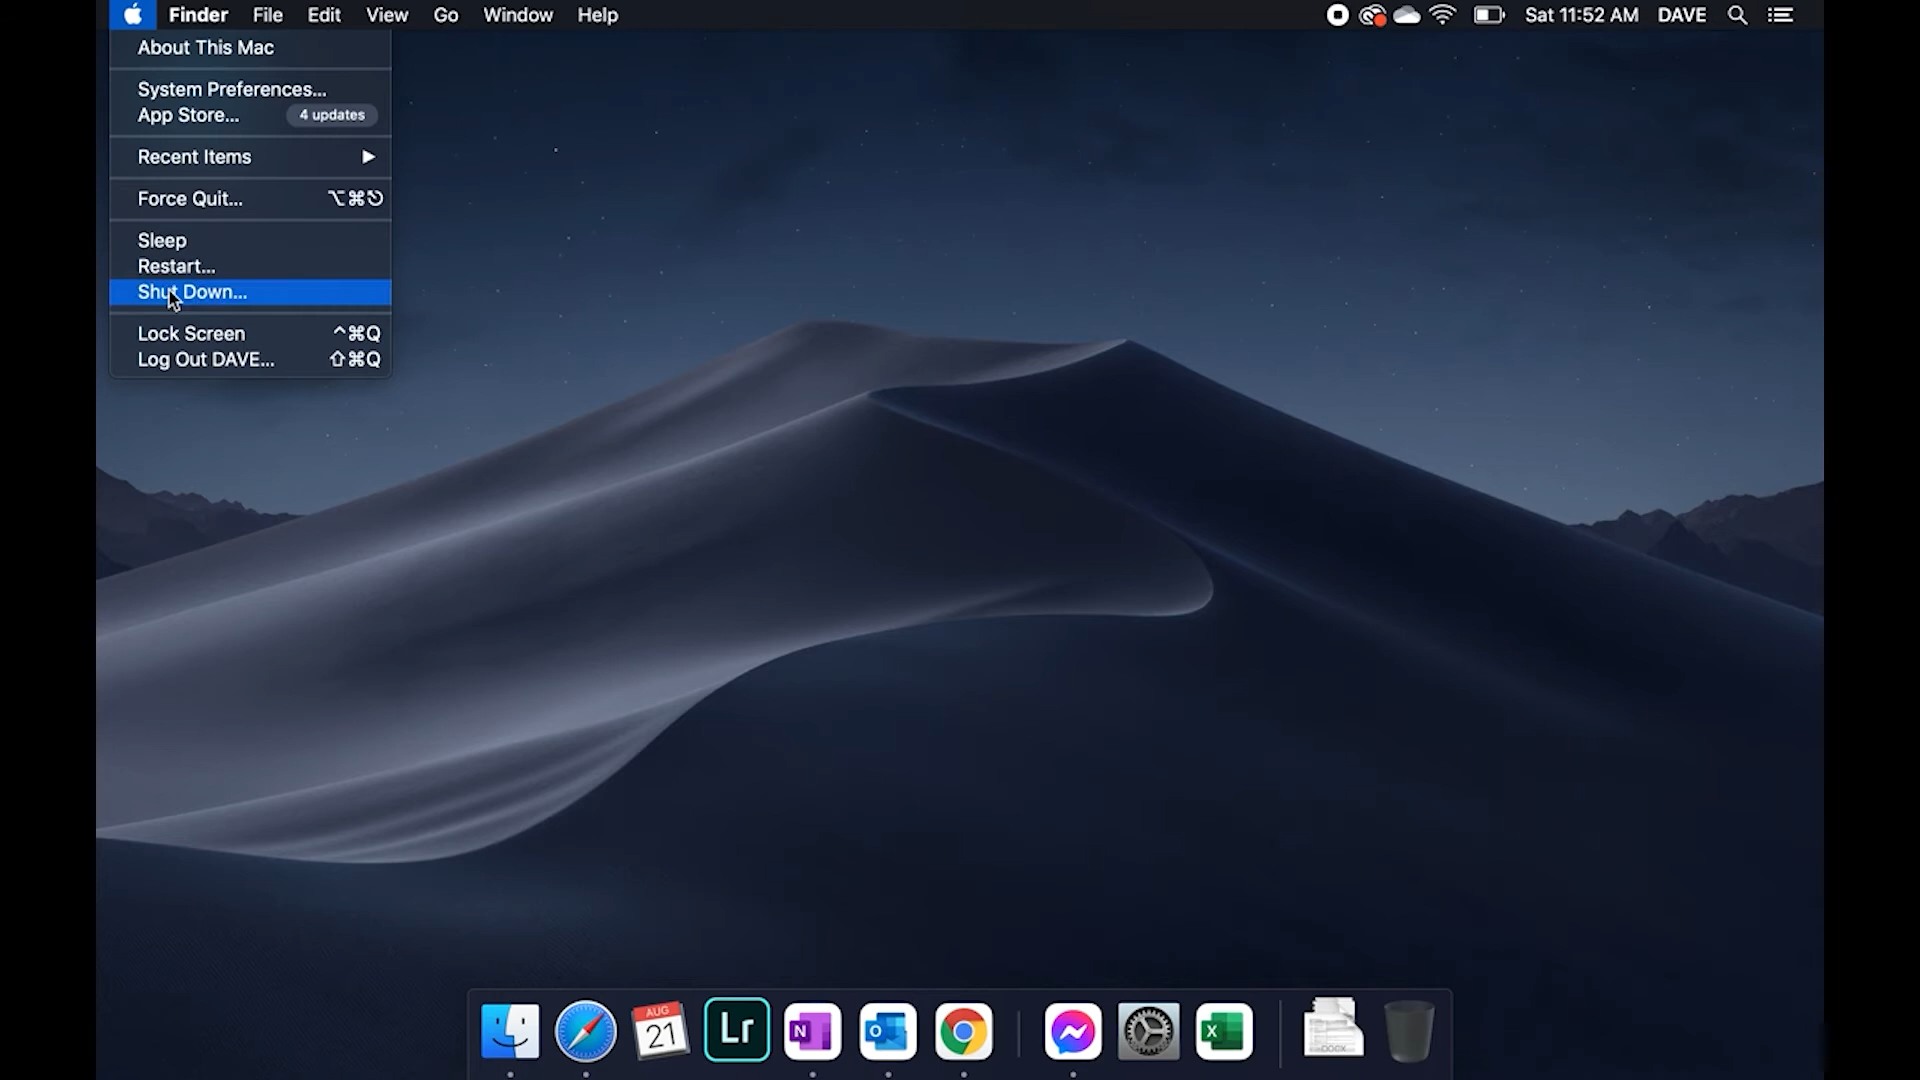 Finder File Edit View Go Window Help Sat 11:52 AM DAVE
About This Mac
System Preferences...
App Store... 4 updates
Recent Items ▶
Force Quit... ⌥⌘⎋
Sleep
Restart...
Shut Down...
Lock Screen ^⌘Q
Log Out DAVE... ⇧⌘Q
AUG
21
Lr
N
O
X
DOCX